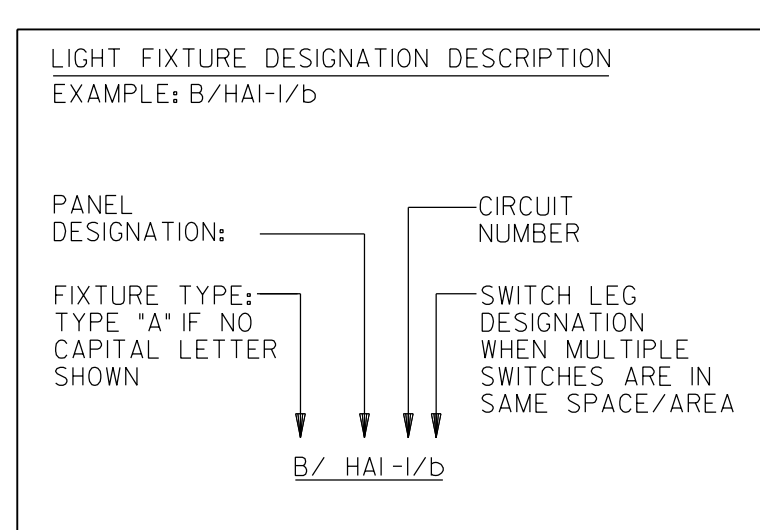 LIGHT FIXTURE DESIGNATION DESCRIPTION
EXAMPLE: B/HA1-1/b
PANEL
DESIGNATION:
CIRCUIT
NUMBER
FIXTURE TYPE:
TYPE "A" IF NO
CAPITAL LETTER
SHOWN
SWITCH LEG
DESIGNATION
WHEN MULTIPLE
SWITCHES ARE IN
SAME SPACE/AREA
B/ HA1-1/b